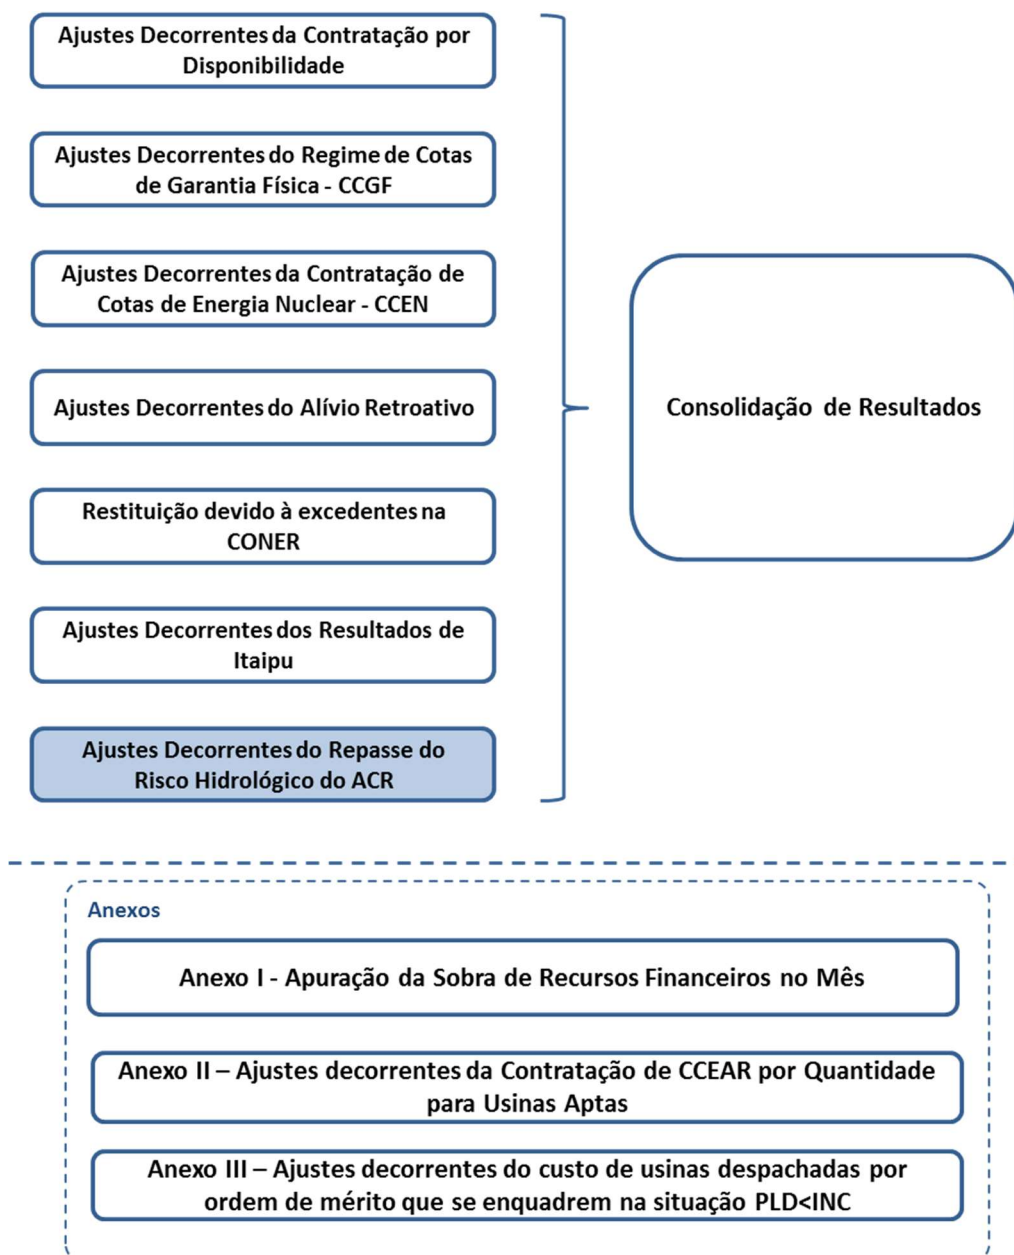 Ajustes Decorrentes da Contratação por
Disponibilidade
Ajustes Decorrentes do Regime de Cotas
de Garantia Física - CCGF
Ajustes Decorrentes da Contratação de
Cotas de Energia Nuclear - CCEN
Ajustes Decorrentes do Alívio Retroativo
Restituição devido à excedentes na
CONER
Ajustes Decorrentes dos Resultados de
Itaipu
Ajustes Decorrentes do Repasse do
Risco Hidrológico do ACR
Consolidação de Resultados
Anexos
Anexo I - Apuração da Sobra de Recursos Financeiros no Mês
Anexo II – Ajustes decorrentes da Contratação de CCEAR por Quantidade
para Usinas Aptas
Anexo III – Ajustes decorrentes do custo de usinas despachadas por
ordem de mérito que se enquadrem na situação PLD<INC